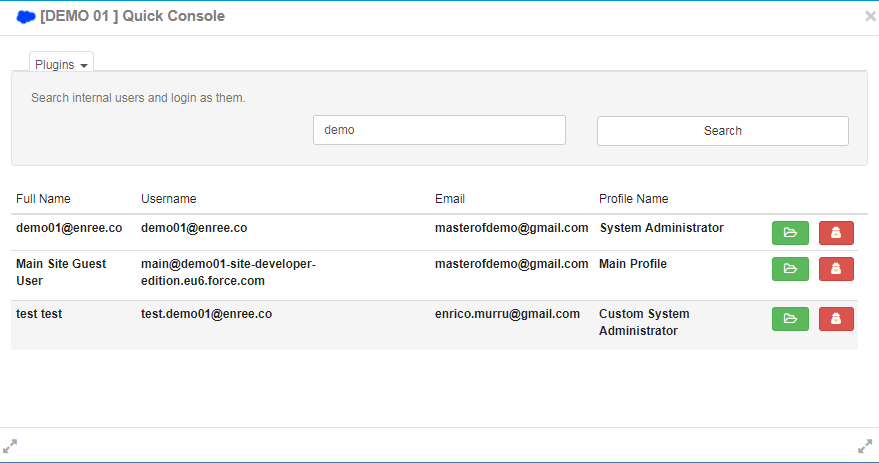 [DEMO 01 ] Quick Console
Plugins
Search internal users and login as them.
demo
Search
Full Name Username Email Profile Name
demo01@enree.co demo01@enree.co masterofdemo@gmail.com System Administrator
Main Site Guest main@demo01-site-developer- masterofdemo@gmail.com Main Profile
User edition.eu6.force.com
test test test.demo01@enree.co enrico.murru@gmail.com Custom System
Administrator